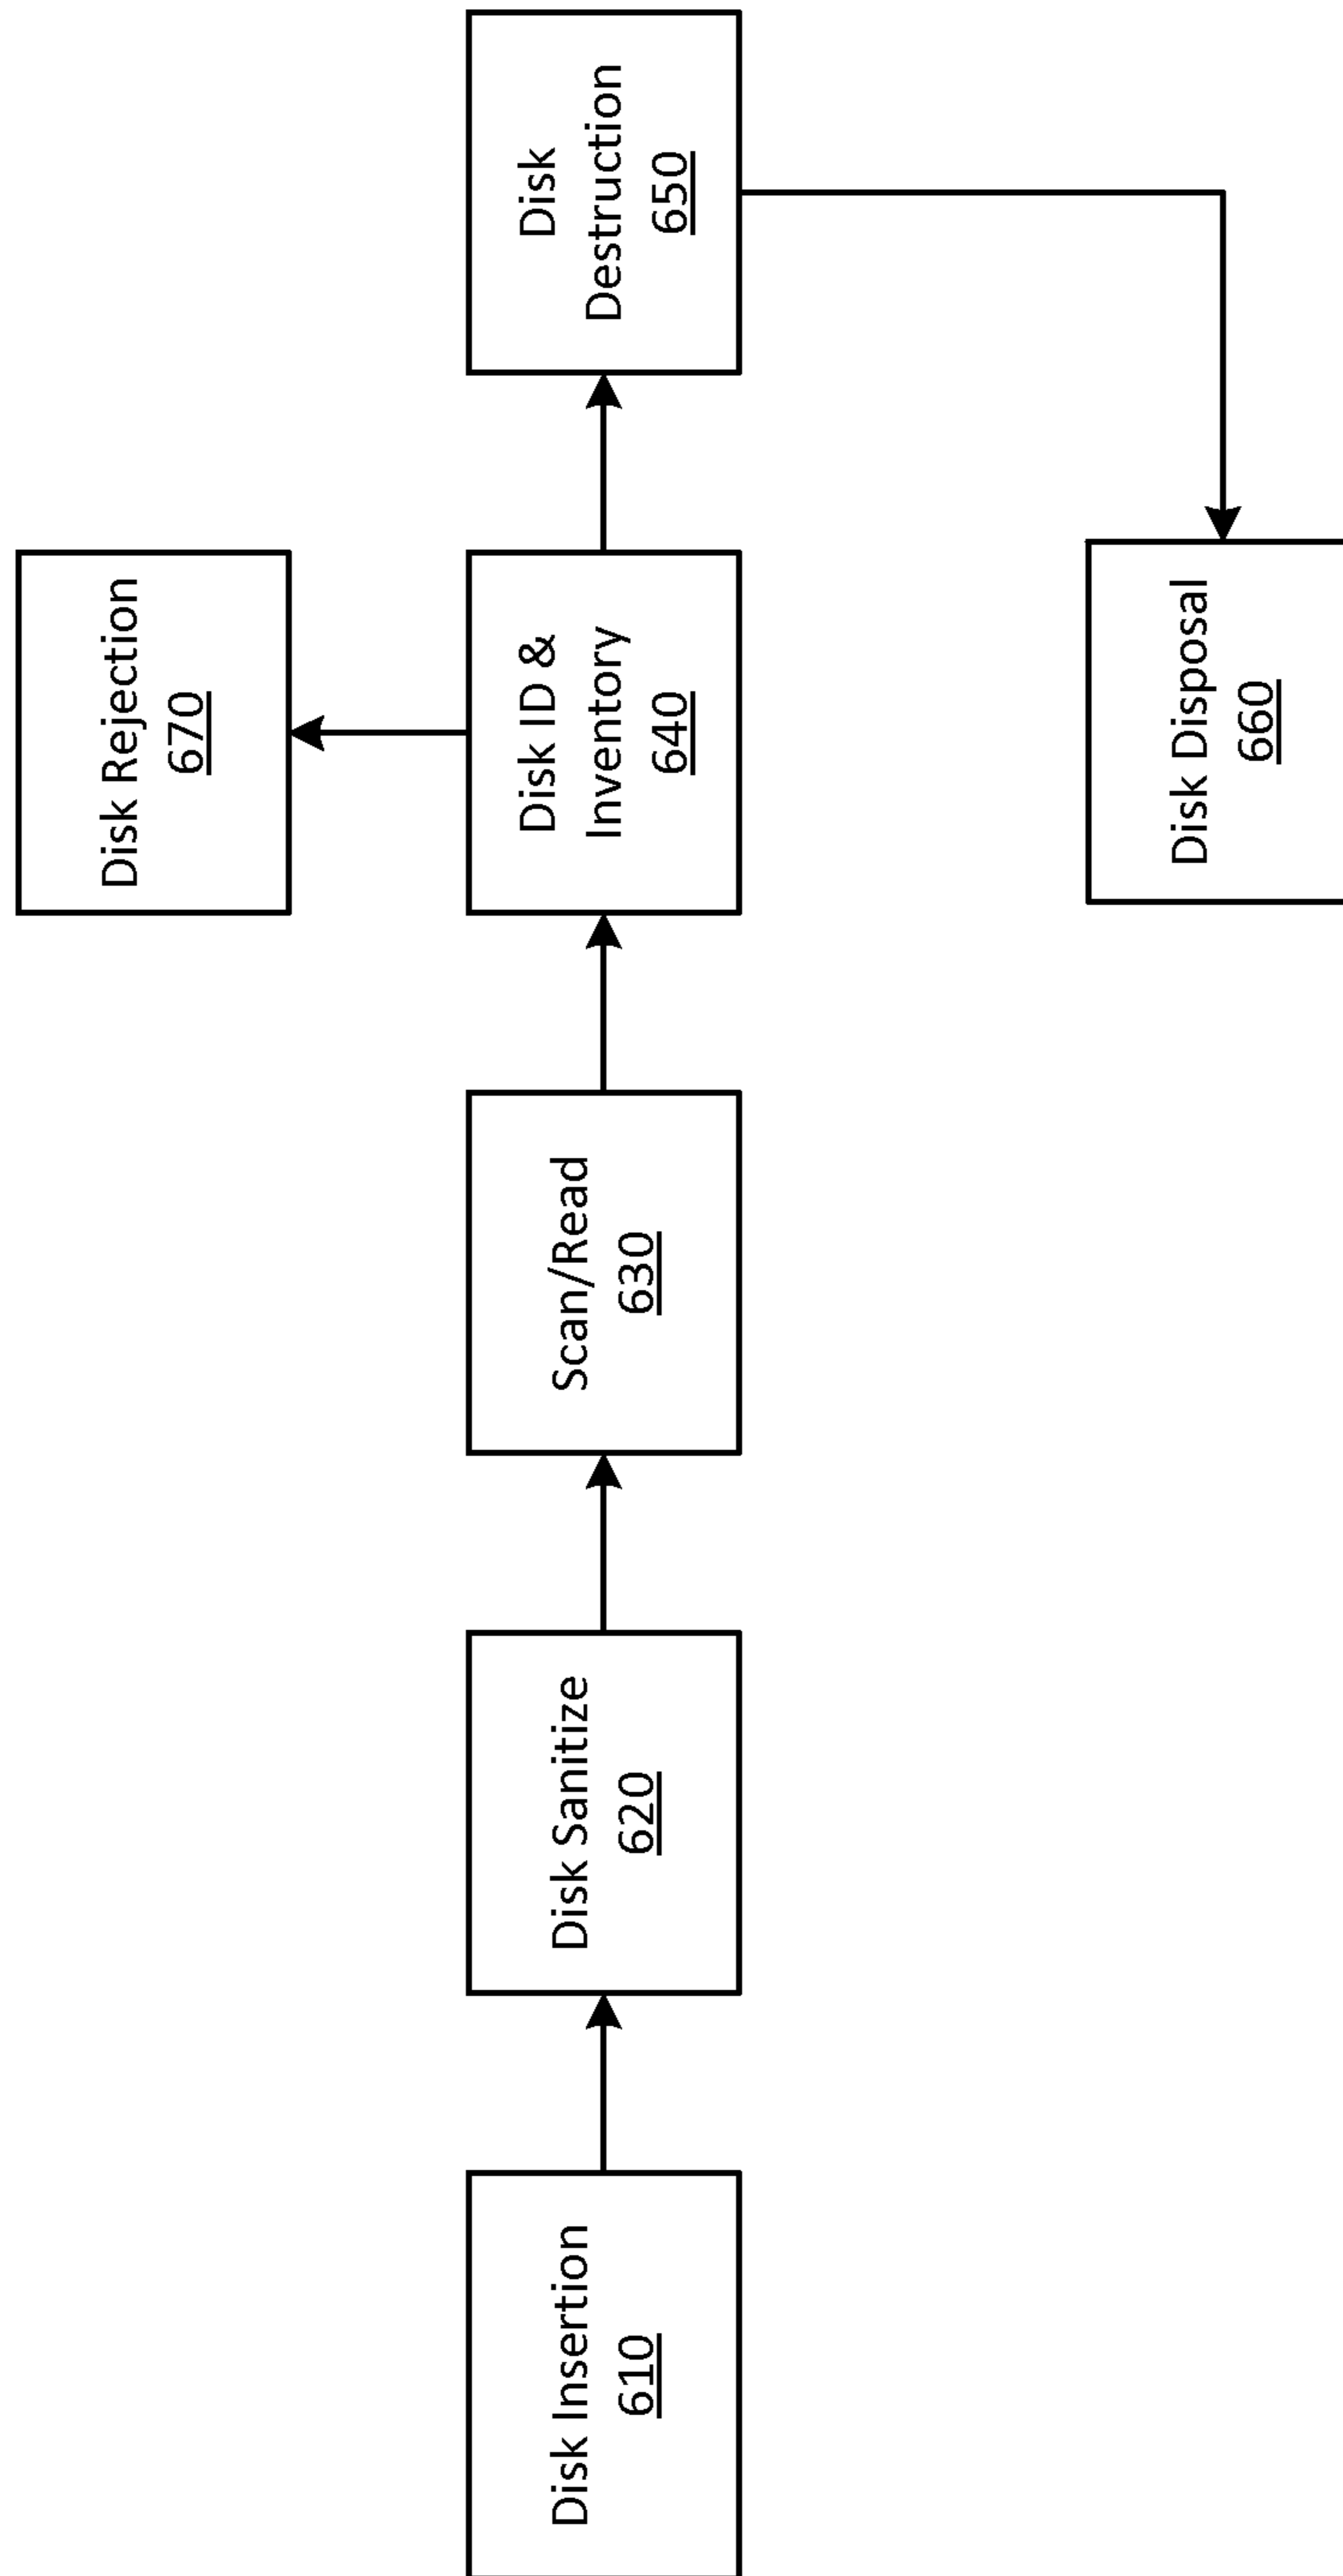 Disk Rejection
670
Disk Insertion
610
Disk Sanitize
620
Scan/Read
630
Disk ID &
Inventory
640
Disk
Destruction
650
Disk Disposal
660